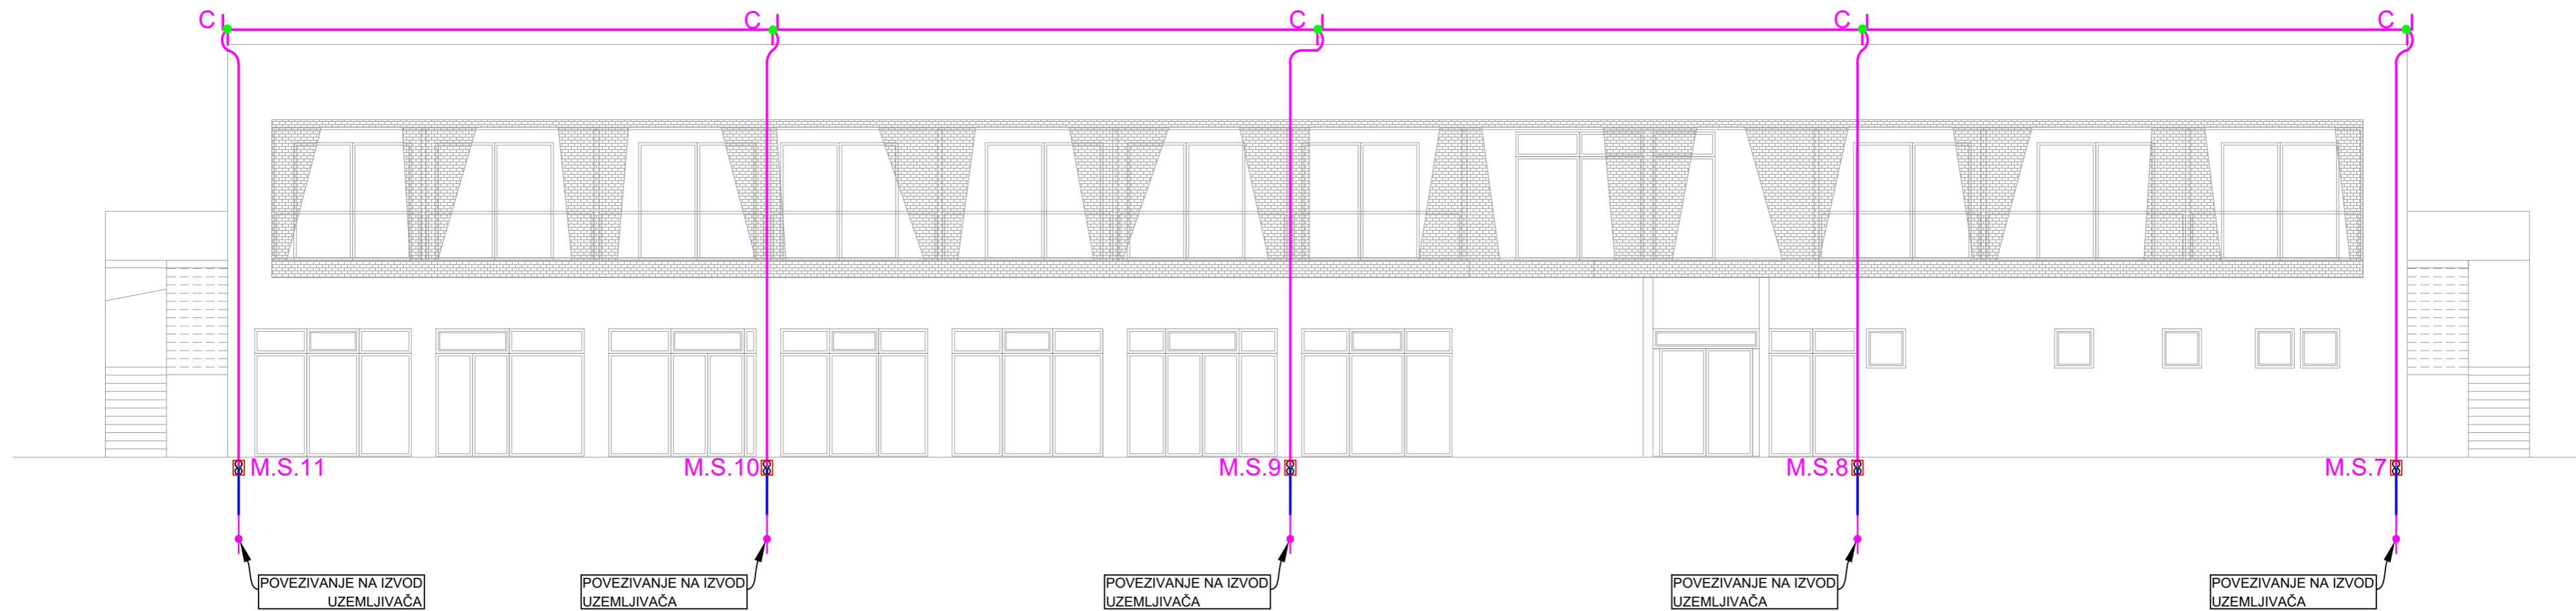 C
C
C
C
C
M.S.11
M.S.10
M.S.9
M.S.8
M.S.7
POVEZIVANJE NA IZVOD
UZEMLJIVAČA
POVEZIVANJE NA IZVOD
UZEMLJIVAČA
POVEZIVANJE NA IZVOD
UZEMLJIVAČA
POVEZIVANJE NA IZVOD
UZEMLJIVAČA
POVEZIVANJE NA IZVOD
UZEMLJIVAČA